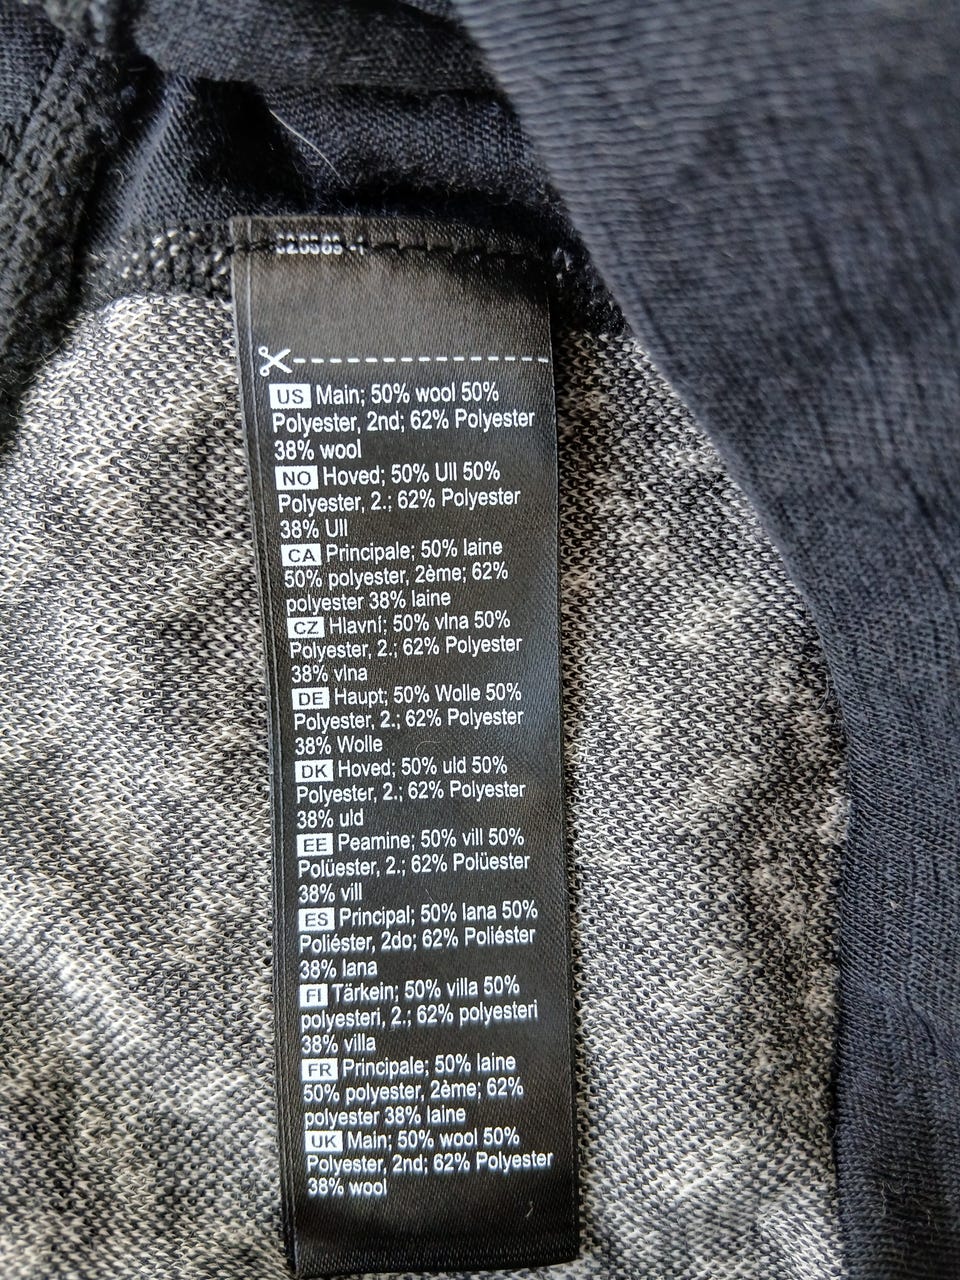 US Main; 50% wool 50%
Polyester, 2nd; 62% Polyester
38% wool
NO Hoved; 50% Ull 50%
Polyester, 2.; 62% Polyester
38% Ull
CA Principale; 50% laine
50% polyester, 2ème; 62%
polyester 38% laine
CZ Hlavní; 50% vlna 50%
Polyester, 2.; 62% Polyester
38% vlna
DE Haupt; 50% Wolle 50%
Polyester, 2.; 62% Polyester
38% Wolle
DK Hoved; 50% uld 50%
Polyester, 2.; 62% Polyester
38% uld
EE Peamine; 50% vill 50%
Polüester, 2.; 62% Polüester
38% vill
ES Principal; 50% lana 50%
Poliéster, 2do; 62% Poliéster
38% lana
FI Tärkein; 50% villa 50%
polyesteri, 2.; 62% polyesteri
38% villa
FR Principale; 50% laine
50% polyester, 2ème; 62%
polyester 38% laine
UK Main; 50% wool 50%
Polyester, 2nd; 62% Polyester
38% wool